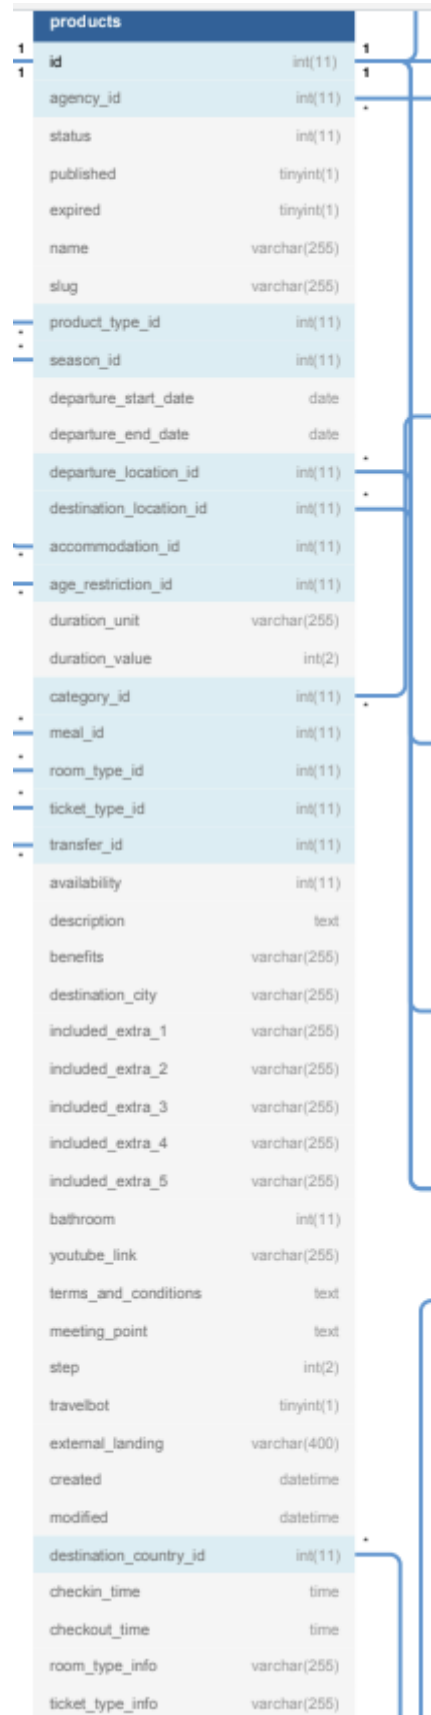 products
1
1
id int(11)
1
1
agency_id int(11)
*
status int(11)
published tinyint(1)
expired tinyint(1)
name varchar(255)
slug varchar(255)
product_type_id int(11)
*
*
season_id int(11)
departure_start_date date
departure_end_date date
*
departure_location_id int(11)
*
destination_location_id int(11)
accommodation_id int(11)
*
age_restriction_id int(11)
*
duration_unit varchar(255)
duration_value int(2)
category_id int(11)
*
*
meal_id int(11)
*
room_type_id int(11)
*
ticket_type_id int(11)
transfer_id int(11)
*
availability int(11)
description text
benefits varchar(255)
destination_city varchar(255)
included_extra_1 varchar(255)
included_extra_2 varchar(255)
included_extra_3 varchar(255)
included_extra_4 varchar(255)
included_extra_5 varchar(255)
bathroom int(11)
youtube_link varchar(255)
terms_and_conditions text
meeting_point text
step int(2)
travelbot tinyint(1)
external_landing varchar(400)
created datetime
modified datetime
*
destination_country_id int(11)
checkin_time time
checkout_time time
room_type_info varchar(255)
ticket_type_info varchar(255)